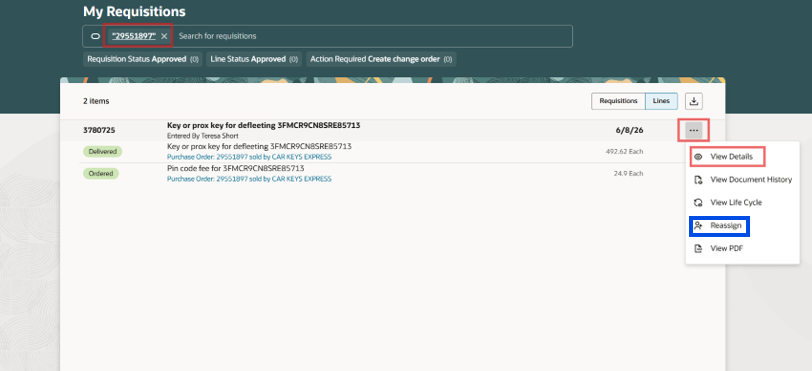 My Requisitions
"29551897" × Search for requisitions
Requisition Status Approved (0) Line Status Approved (0) Action Required Create change order (0)
2 items Requisitions Lines
3780725 Key or prox key for defleeting 3FMCR9CN8SRE85713 6/8/26 ...
Entered By Teresa Short
Delivered Key or prox key for defleeting 3FMCR9CN8SRE85713 492.62 Each
Purchase Order: 29551897 sold by CAR KEYS EXPRESS
Ordered Pin code fee for 3FMCR9CN8SRE85713 24.9 Each
Purchase Order: 29551897 sold by CAR KEYS EXPRESS
View Details
View Document History
View Life Cycle
Reassign
View PDF